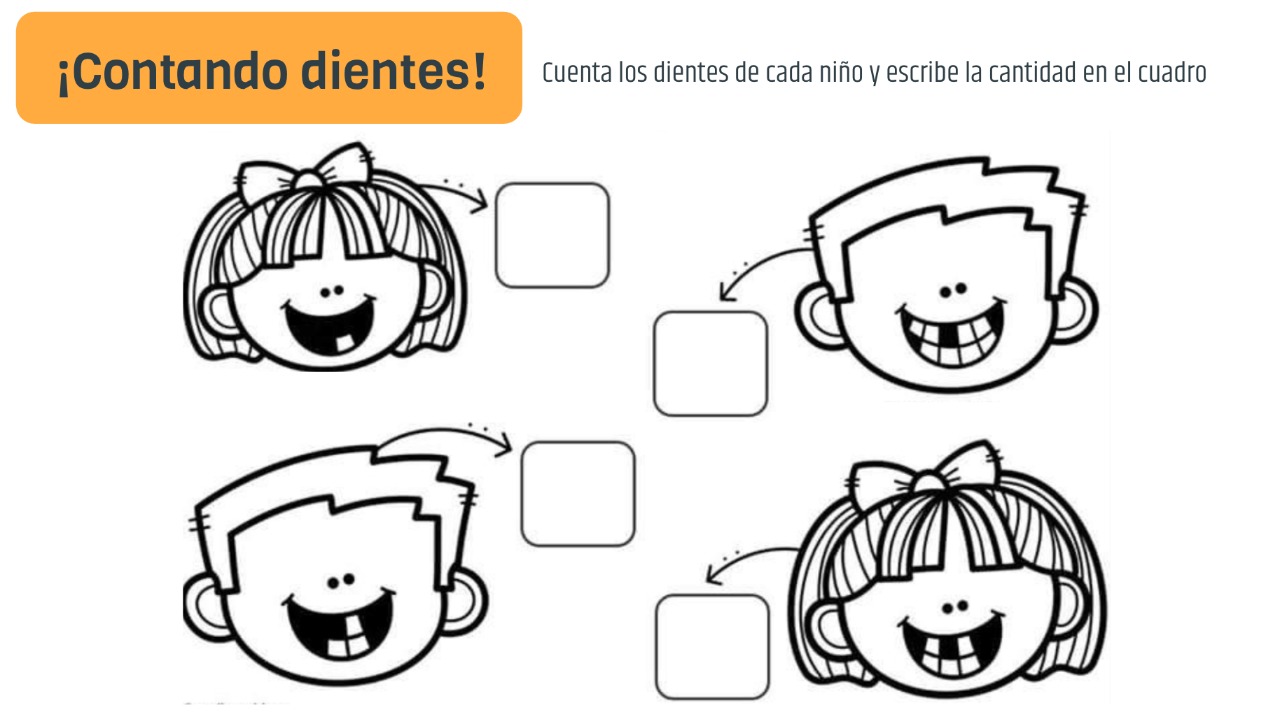 ¡Contando dientes!
Cuenta los dientes de cada niño y escribe la cantidad en el cuadro